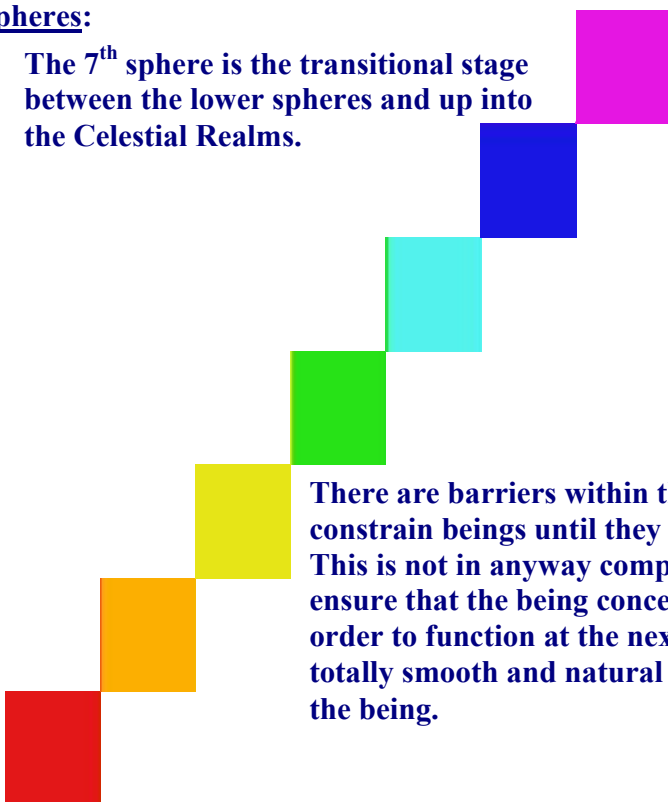 pheres:
The 7th sphere is the transitional stage
between the lower spheres and up into
the Celestial Realms.
There are barriers within t
constrain beings until they
This is not in anyway comp
ensure that the being conce
order to function at the nex
totally smooth and natural
the being.